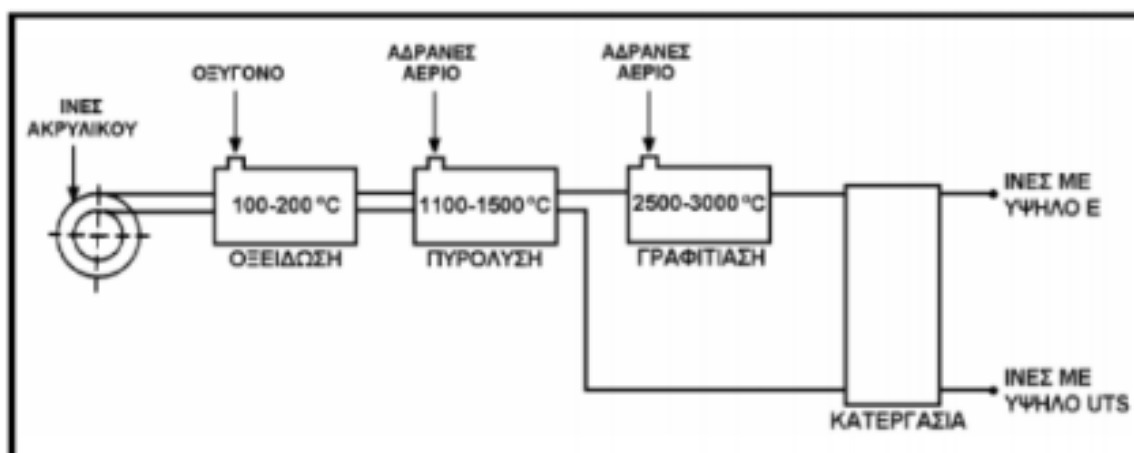 ΟΞΥΓΟΝΟ
ΑΔΡΑΝΕΣ
ΑΕΡΙΟ
ΑΔΡΑΝΕΣ
ΑΕΡΙΟ
ΙΝΕΣ
ΑΚΡΥΛΙΚΟΥ
100-200 °C
1100-1500 °C
2500-3000 °C
ΟΞΕΙΔΩΣΗ
ΠΥΡΟΛΥΣΗ
ΓΡΑΦΙΤΙΑΣΗ
ΙΝΕΣ ΜΕ
ΥΨΗΛΟ Ε
ΙΝΕΣ ΜΕ
ΥΨΗΛΟ UTS
ΚΑΤΕΡΓΑΣΙΑ